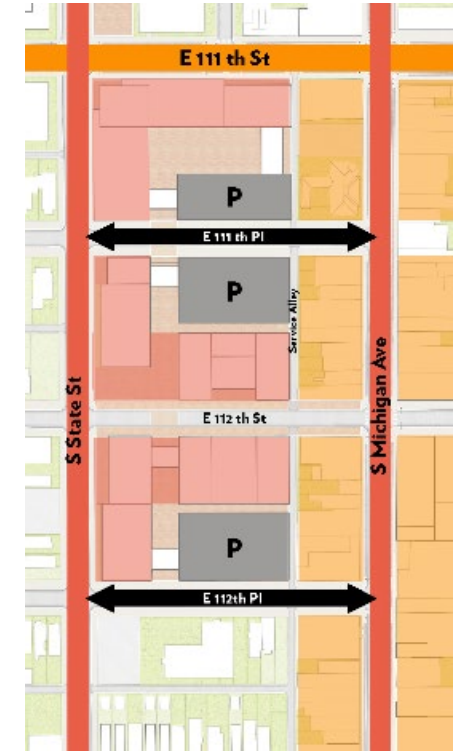 E 111 th St
P
E 111 th Pl
P
Service Alley
S State St
S Michigan Ave
E 112 th St
P
E 112th Pl